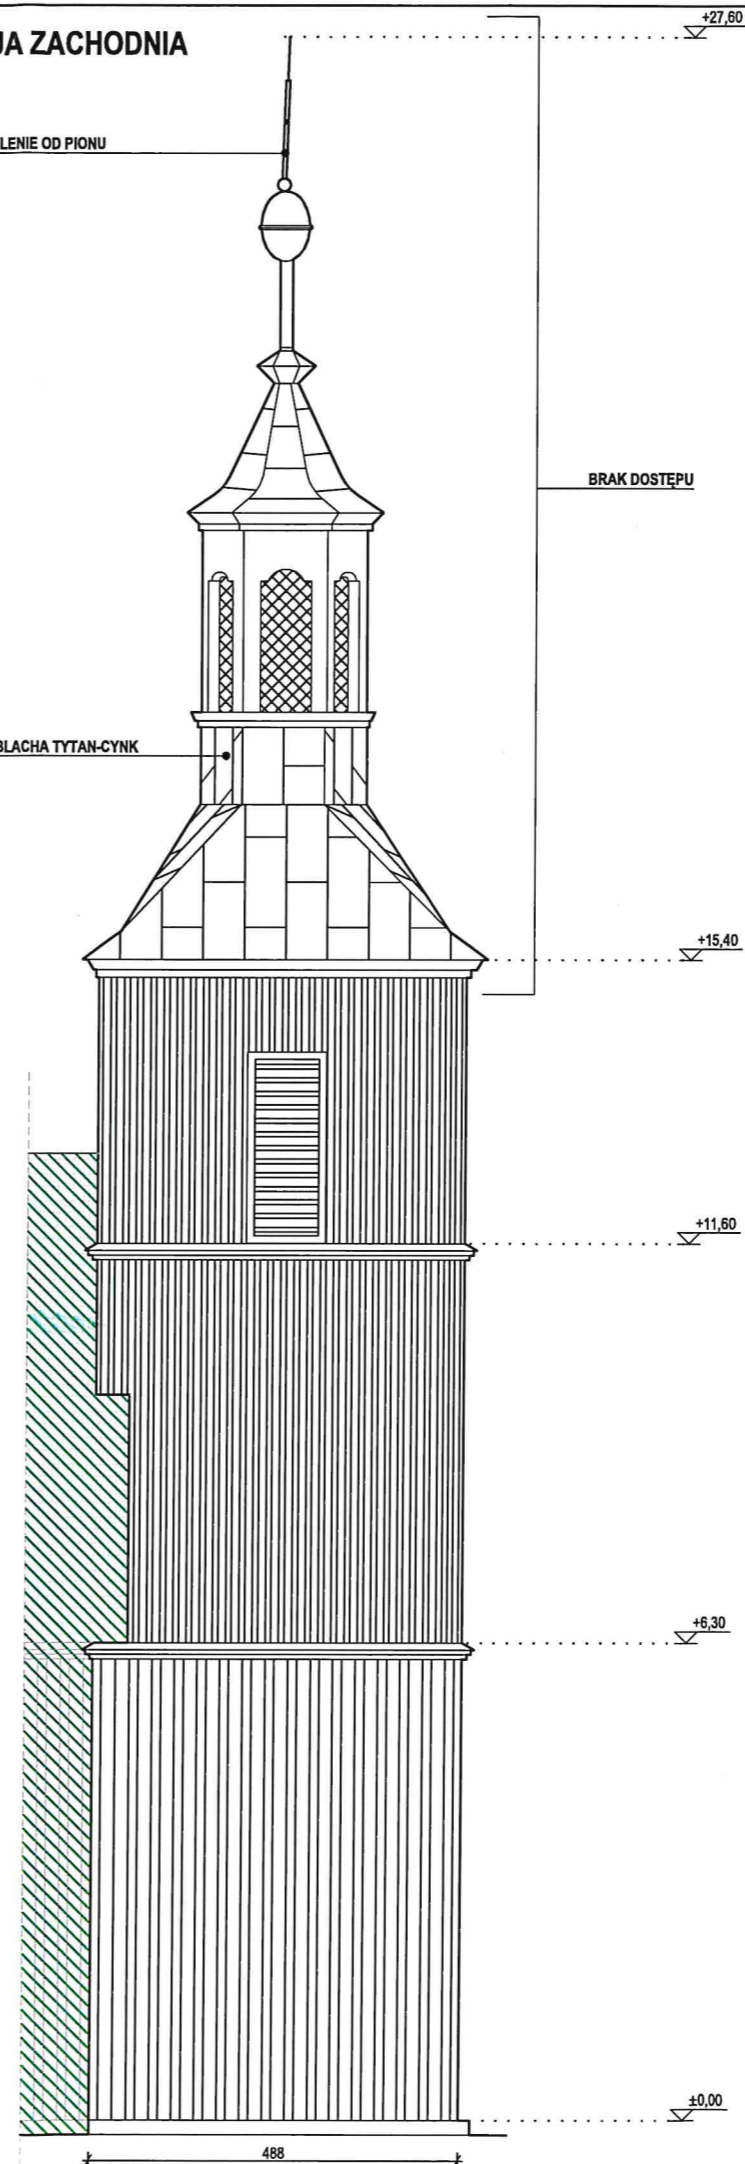 JA ZACHODNIA
+27,60
LENIE OD PIONU
BRAK DOSTĘPU
BLACHA TYTAN-CYNK
+15,40
+11,60
+6,30
±0,00
488